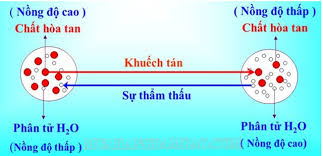 ( Nồng độ cao)
Chất hòa tan
( Nồng độ thấp)
Chất hòa tan
Khuếch tán
Sự thẩm thấu
Phân tử H₂O
(Nồng độ thấp )
Phân tử H₂O
( Nồng độ cao)